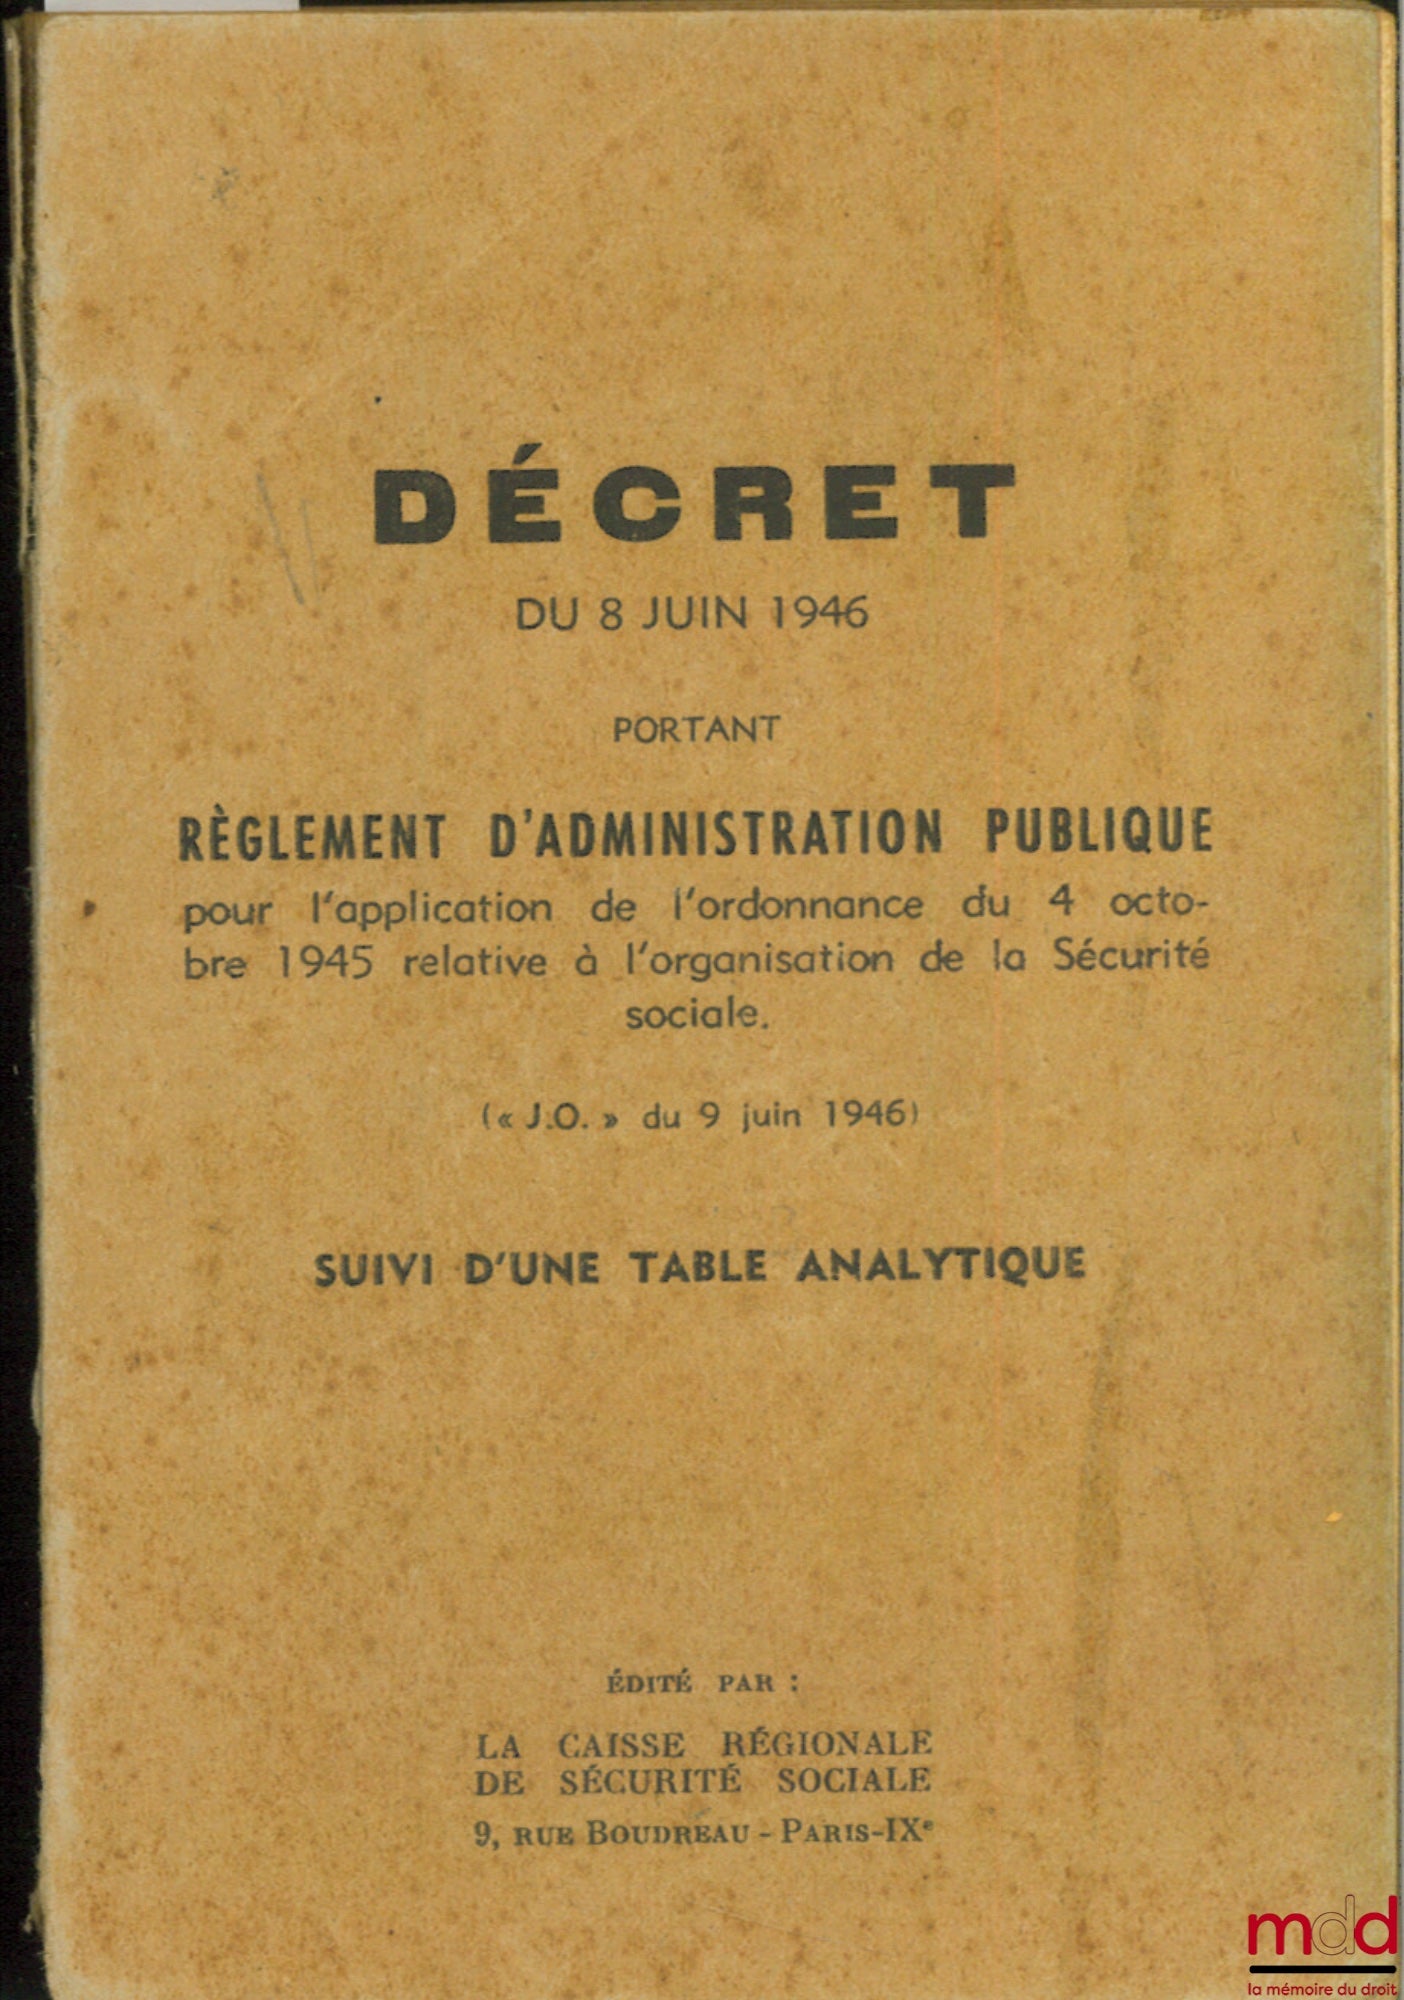 DÉCRET
DU 8 JUIN 1946
PORTANT
RÈGLEMENT D'ADMINISTRATION PUBLIQUE
pour l'application de l'ordonnance du 4 octo-
bre 1945 relative à l'organisation de la Sécurité
sociale.
(« J.O. » du 9 juin 1946)
SUIVI D'UNE TABLE ANALYTIQUE
ÉDITÉ PAR :
LA CAISSE RÉGIONALE
DE SÉCURITÉ SOCIALE
9, RUE BOUDREAU - PARIS-IXe
mdd
la mémoire du droit